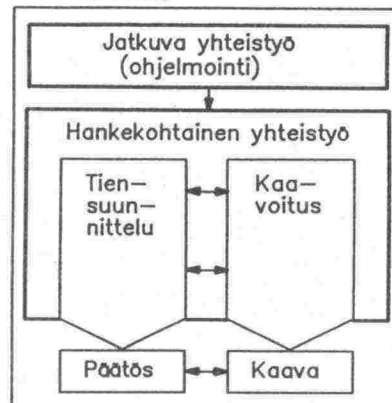 Jatkuva yhteistyö
(ohjelmointi)
Hankekohtainen yhteistyö
Tien-
suun-
nittelu
Kaa-
voitus
Päätös
Kaava